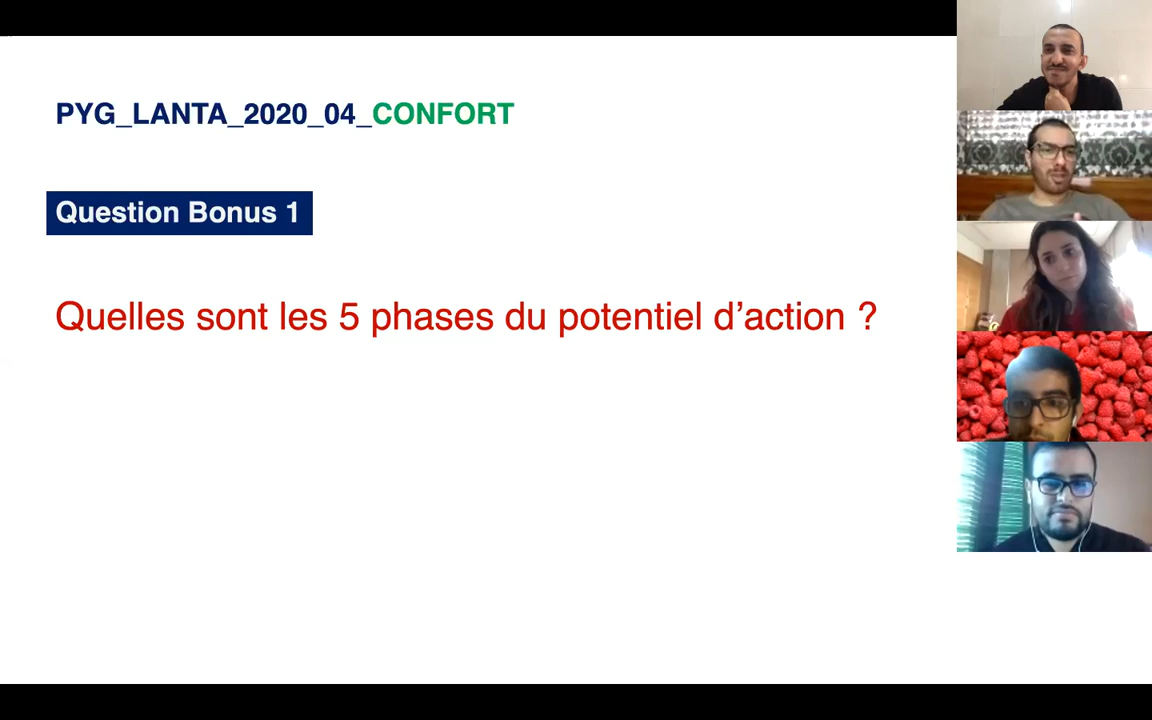 PYG_LANTA_2020_04_CONFORT
Question Bonus 1
Quelles sont les 5 phases du potentiel d’action ?